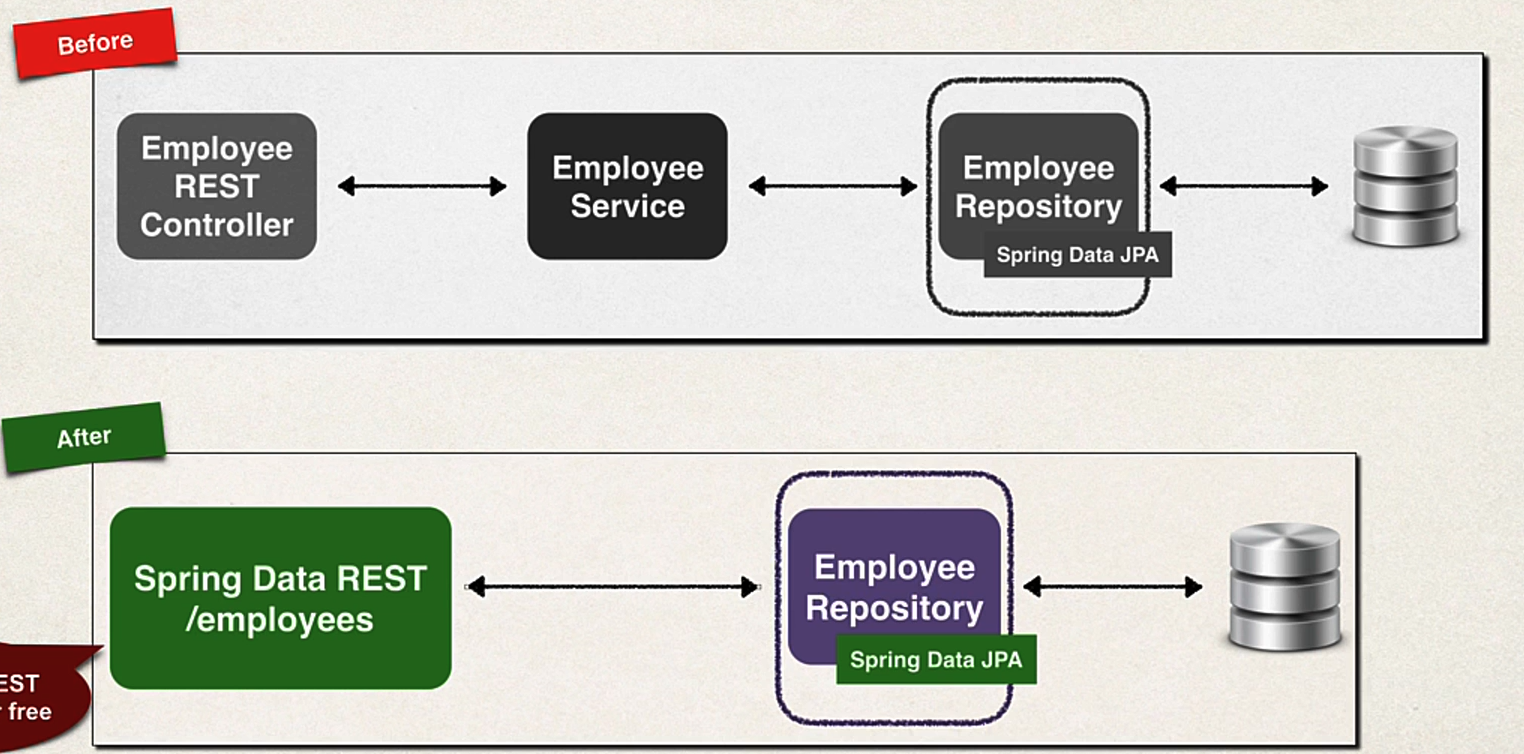 Before
Employee
REST
Controller
Employee
Service
Employee
Repository
Spring Data JPA
After
Spring Data REST
/employees
Employee
Repository
Spring Data JPA
free